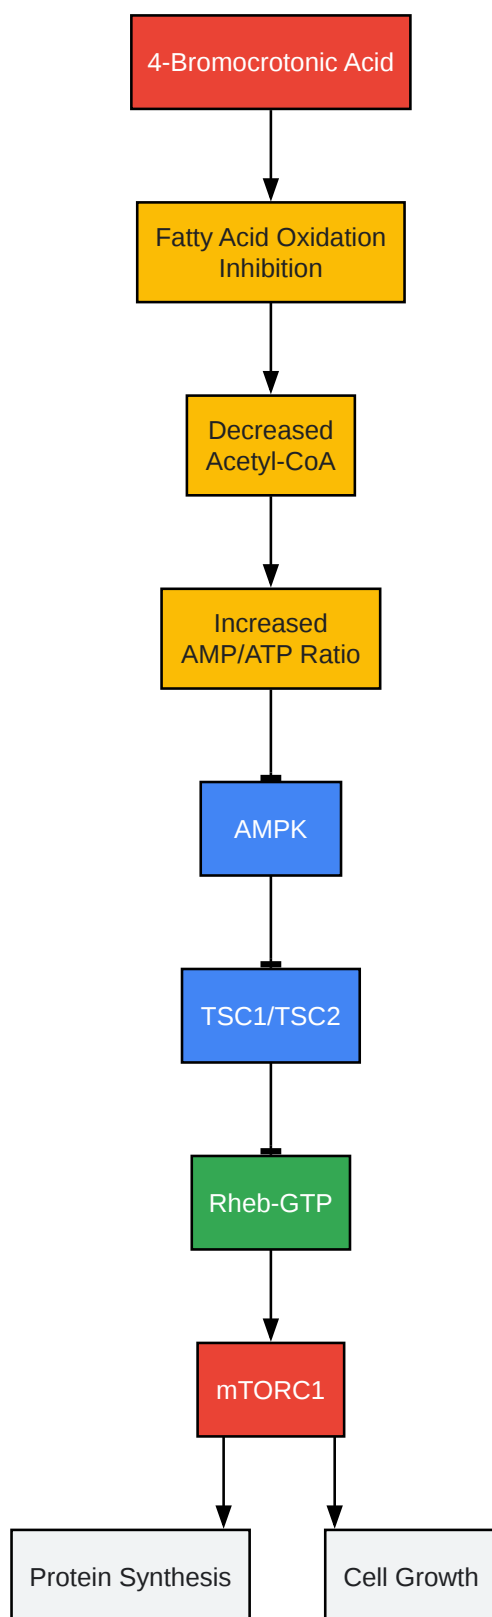 4-Bromocrotonic Acid
Fatty Acid Oxidation
Inhibition
Decreased
Acetyl-CoA
Increased
AMP/ATP Ratio
AMPK
TSC1/TSC2
Rheb-GTP
mTORC1
Protein Synthesis
Cell Growth